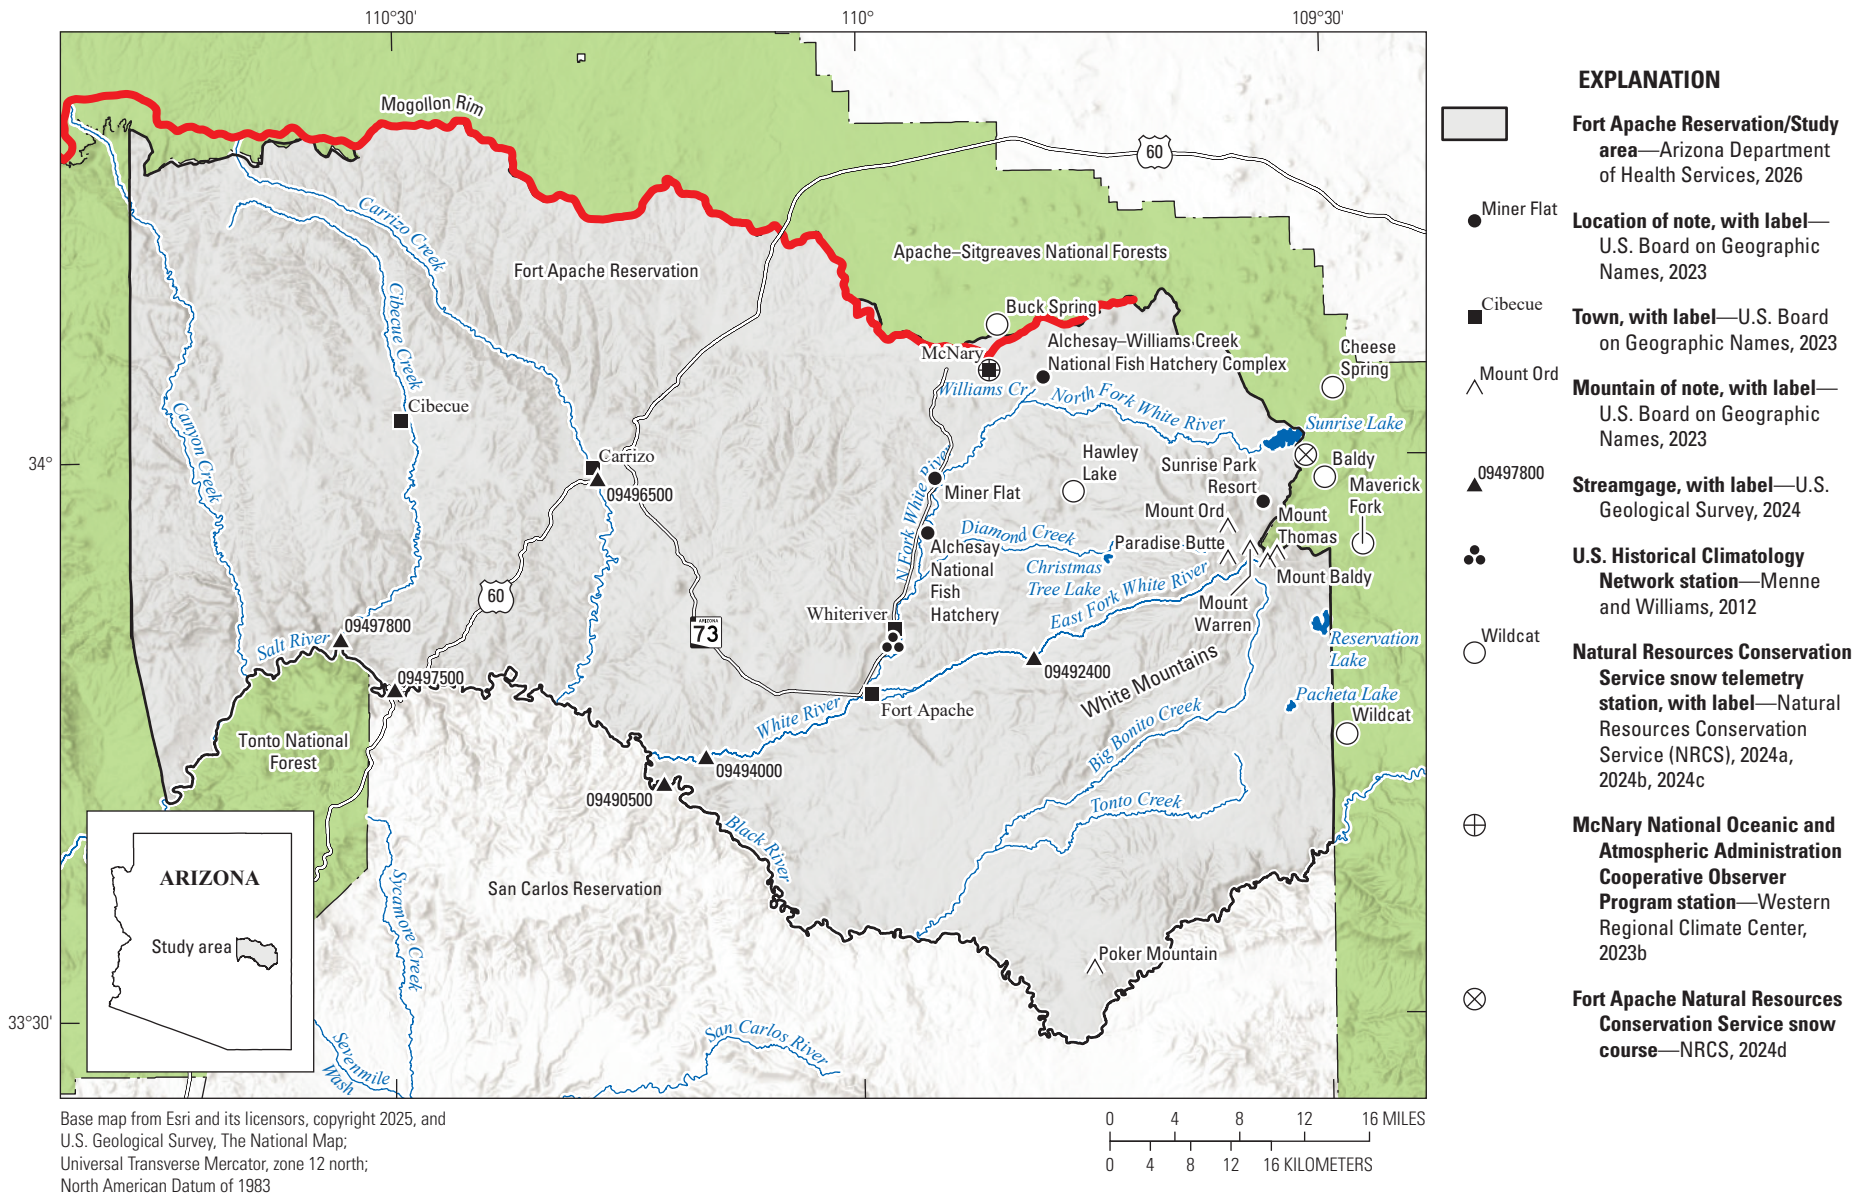 110°30'
110°
109°30'
Mogollon Rim
60
Carrizo Creek
Fort Apache Reservation
Apache–Sitgreaves National Forests
Buck Spring
Cibecue Creek
McNary
Alchesay–Williams Creek
National Fish Hatchery Complex
Cheese
Spring
Williams Cr
North Fork White River
Sunrise Lake
Canyon Creek
Cibecue
34°
Carrizo
09496500
N Fork White River
Miner Flat
Hawley
Lake
Sunrise Park
Resort
Baldy
Maverick
Fork
Mount Ord
Mount
Thomas
Diamond Creek
Paradise Butte
Alchesay
National
Fish
Hatchery
Christmas
Tree Lake
East Fork White River
Mount Baldy
Mount
Warren
60
73
ARIZONA
Whiteriver
09497800
Salt River
Reservation
Lake
09497500
09492400
White Mountains
Pacheta Lake
Wildcat
Fort Apache
White River
Big Bonito Creek
Tonto National
Forest
09494000
09490500
Tonto Creek
Black River
San Carlos Reservation
Sycamore Creek
ARIZONA
Study area
Poker Mountain
33°30'
Sevenmile
Wash
San Carlos River
Base map from Esri and its licensors, copyright 2025, and
U.S. Geological Survey, The National Map;
Universal Transverse Mercator, zone 12 north;
North American Datum of 1983
0 4 8 12 16 MILES
0 4 8 12 16 KILOMETERS
EXPLANATION
Fort Apache Reservation/Study
area—Arizona Department
of Health Services, 2026
Miner Flat
Location of note, with label—
U.S. Board on Geographic
Names, 2023
Cibecue
Town, with label—U.S. Board
on Geographic Names, 2023
Mount Ord
Mountain of note, with label—
U.S. Board on Geographic
Names, 2023
09497800
Streamgage, with label—U.S.
Geological Survey, 2024
U.S. Historical Climatology
Network station—Menne
and Williams, 2012
Wildcat
Natural Resources Conservation
Service snow telemetry
station, with label—Natural
Resources Conservation
Service (NRCS), 2024a,
2024b, 2024c
McNary National Oceanic and
Atmospheric Administration
Cooperative Observer
Program station—Western
Regional Climate Center,
2023b
Fort Apache Natural Resources
Conservation Service snow
course—NRCS, 2024d